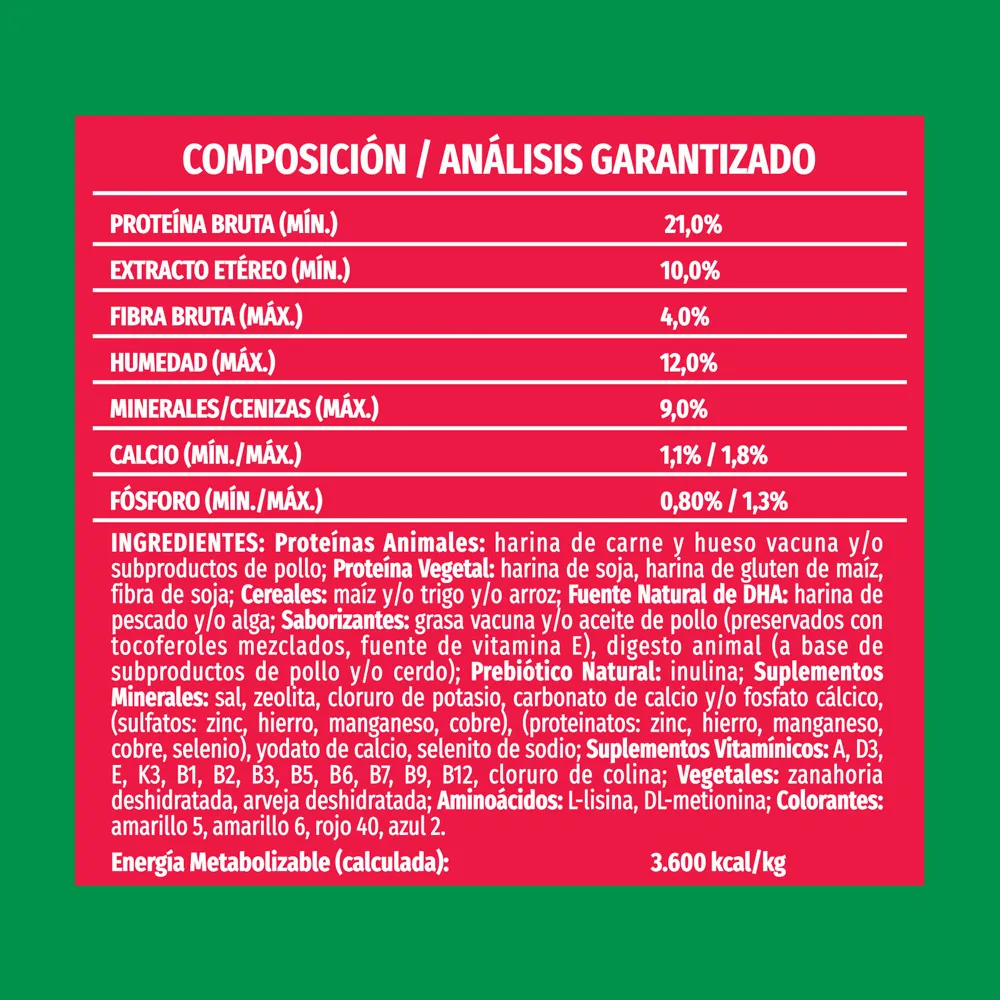 COMPOSICIÓN / ANÁLISIS GARANTIZADO
PROTEÍNA BRUTA (MÍN.) 21,0%
EXTRACTO ETÉREO (MÍN.) 10,0%
FIBRA BRUTA (MÁX.) 4,0%
HUMEDAD (MÁX.) 12,0%
MINERALES/CENIZAS (MÁX.) 9,0%
CALCIO (MÍN./MÁX.) 1,1% / 1,8%
FÓSFORO (MÍN./MÁX.) 0,80% / 1,3%
INGREDIENTES: Proteínas Animales: harina de carne y hueso vacuna y/o
subproductos de pollo; Proteína Vegetal: harina de soja, harina de gluten de maíz,
fibra de soja; Cereales: maíz y/o trigo y/o arroz; Fuente Natural de DHA: harina de
pescado y/o alga; Saborizantes: grasa vacuna y/o aceite de pollo (preservados con
tocoferoles mezclados, fuente de vitamina E), digesto animal (a base de
subproductos de pollo y/o cerdo); Prebiótico Natural: inulina; Suplementos
Minerales: sal, zeolita, cloruro de potasio, carbonato de calcio y/o fosfato cálcico,
(sulfatos: zinc, hierro, manganeso, cobre), (proteinatos: zinc, hierro, manganeso,
cobre, selenio), yodato de calcio, selenito de sodio; Suplementos Vitamínicos: A, D3,
E, K3, B1, B2, B3, B5, B6, B7, B9, B12, cloruro de colina; Vegetales: zanahoria
deshidratada, arveja deshidratada; Aminoácidos: L-lisina, DL-metionina; Colorantes:
amarillo 5, amarillo 6, rojo 40, azul 2.
Energía Metabolizable (calculada): 3.600 kcal/kg